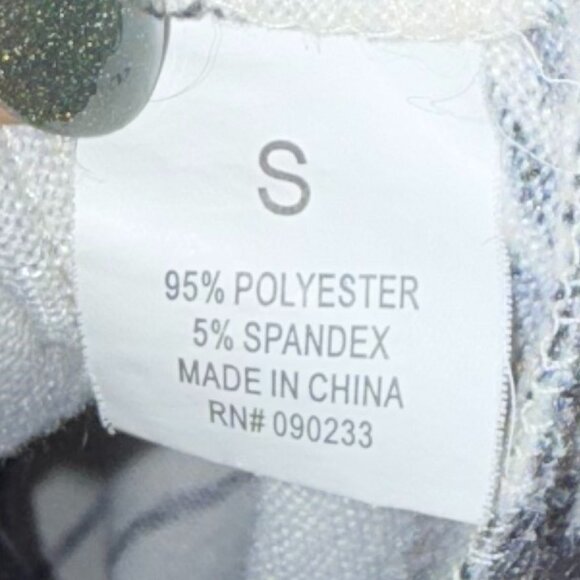 S
95% POLYESTER
5% SPANDEX
MADE IN CHINA
RN# 090233